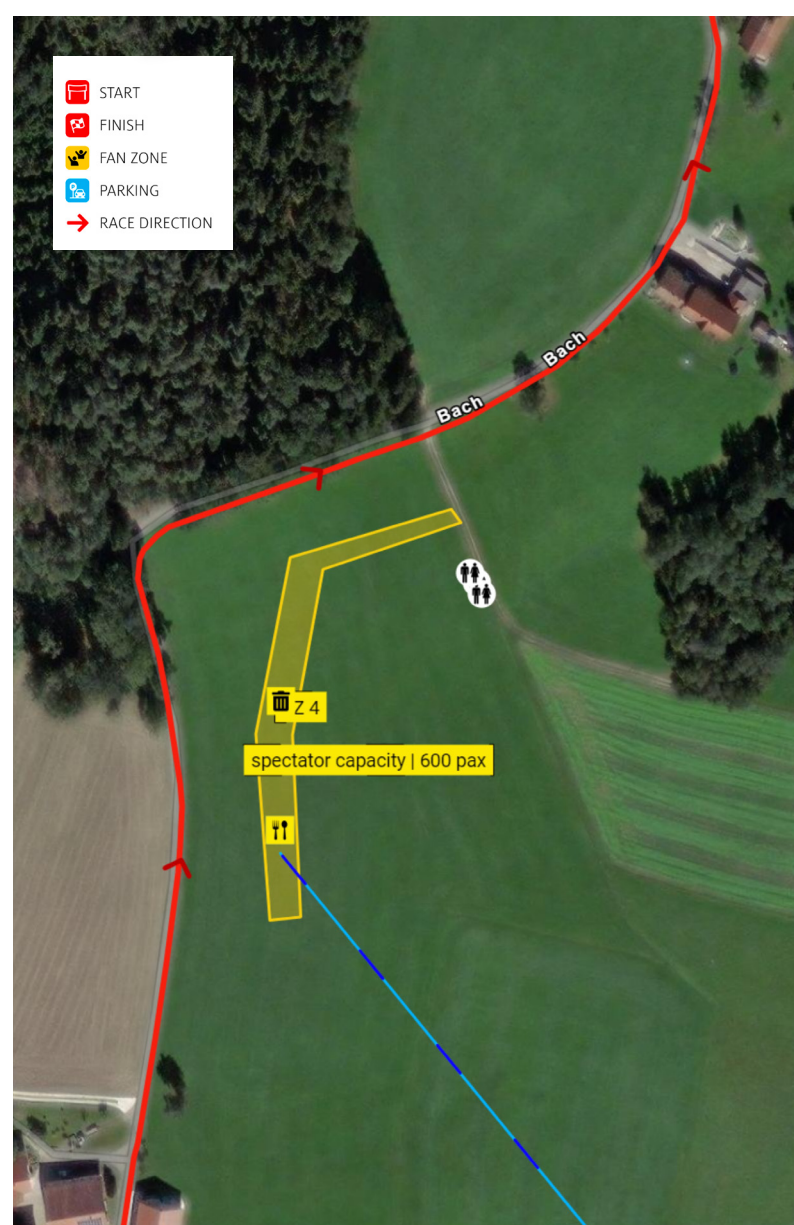 START
FINISH
FAN ZONE
PARKING
RACE DIRECTION
Bach
Bach
Z 4
spectator capacity | 600 pax